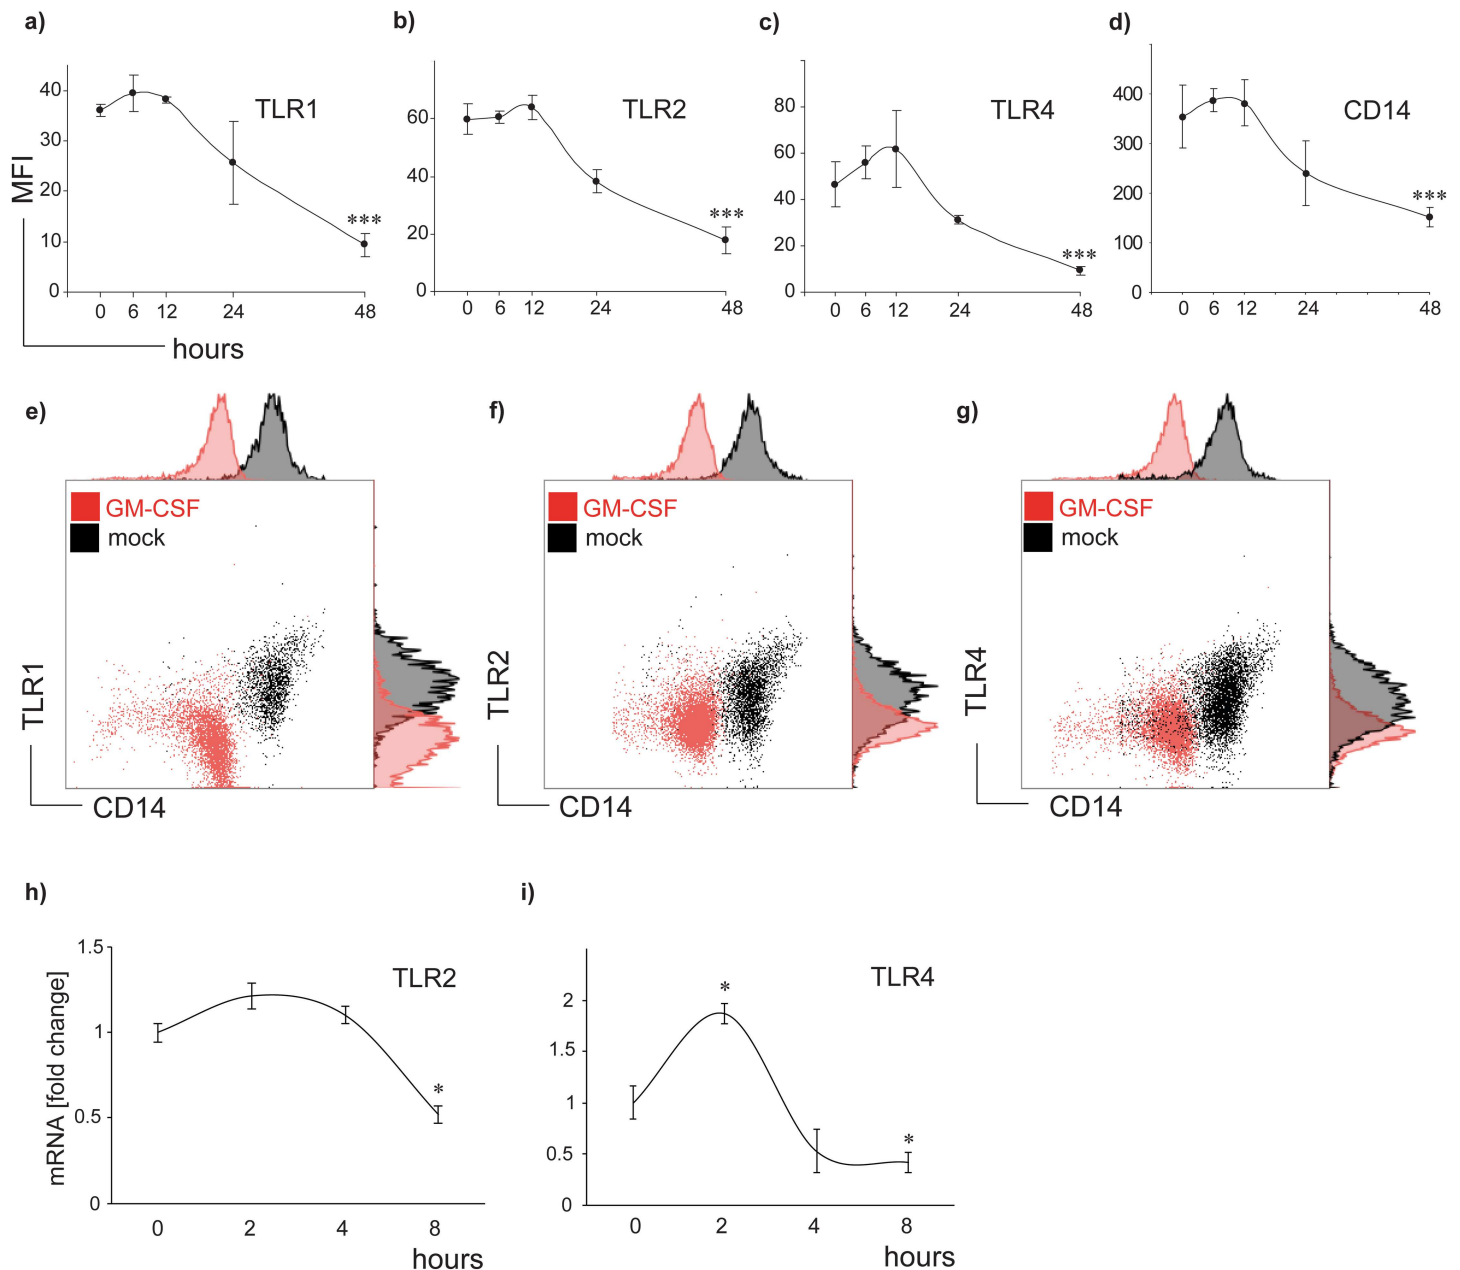 a)
b)
c)
d)
TLR1
TLR2
TLR4
CD14
MFI
40
30
20
10
0
60
40
20
0
80
60
40
20
0
400
300
200
100
0
***
***
***
***
0 6 12 24 48
0 6 12 24 48
0 6 12 24 48
0 6 12 24 48
hours
e)
f)
g)
GM-CSF
mock
GM-CSF
mock
GM-CSF
mock
TLR1
CD14
TLR2
CD14
TLR4
CD14
h)
i)
mRNA [fold change]
1.5
1
0.5
0
TLR2
*
0 2 4 8
hours
2
1.5
1
0.5
0
TLR4
*
*
0 2 4 8
hours